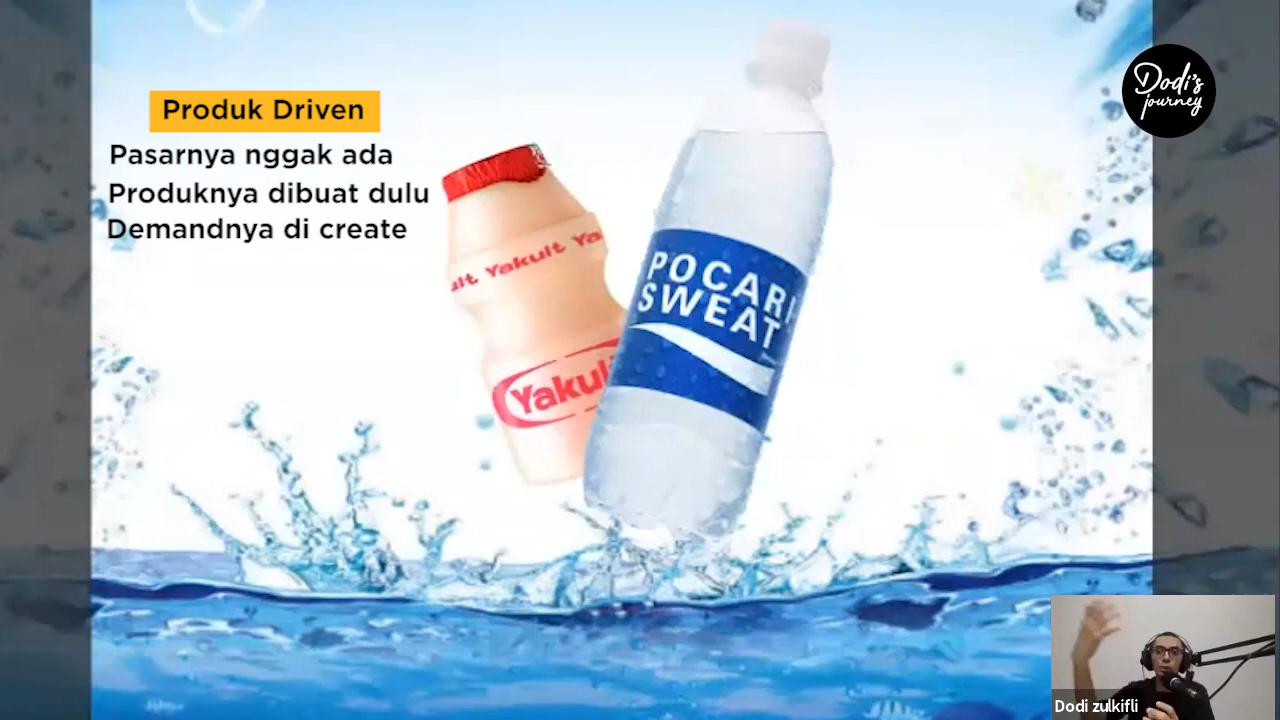 Produk Driven
Pasarnya nggak ada
Produknya dibuat dulu
Demandnya di create
Dodi's
journey
Yakult Ya
Yakult
POCARI
SWEAT
Dodi zulkifli